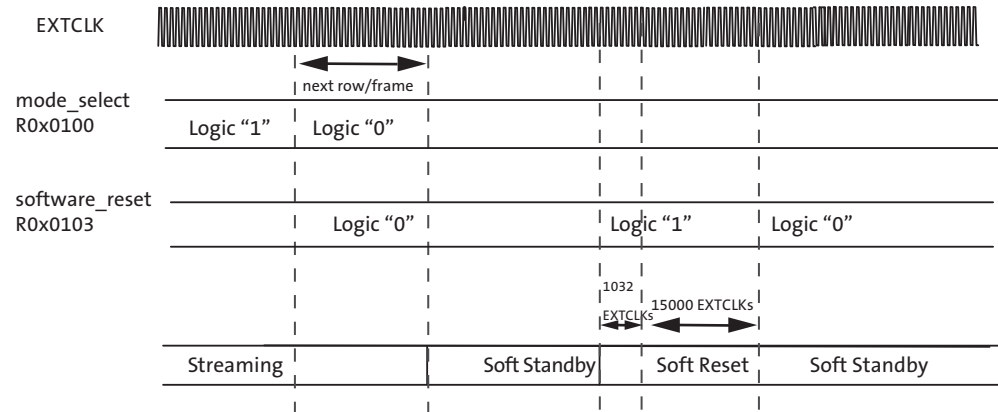 EXTCLK
next row/frame
mode_select
R0x0100
Logic “1” Logic “0”
software_reset
R0x0103
Logic “0” Logic “1” Logic “0”
1032
EXTCLKs
15000 EXTCLKs
Streaming Soft Standby Soft Reset Soft Standby